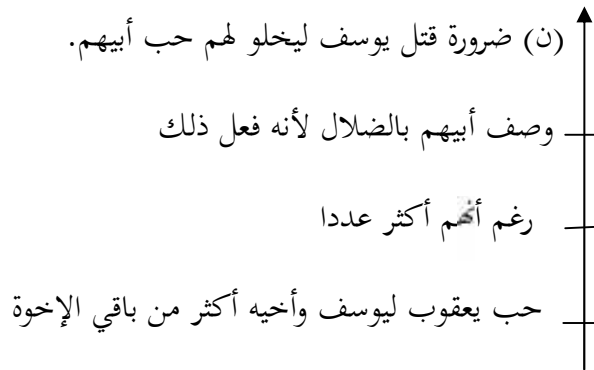 (ن) ضرورة قتل يوسف ليخلو لهم حب أبيهم.
وصف أبيهم بالضلال لأنه فعل ذلك
رغم أنهم أكثر عددا
حب يعقوب ليوسف وأخيه أكثر من باقي الإخوة